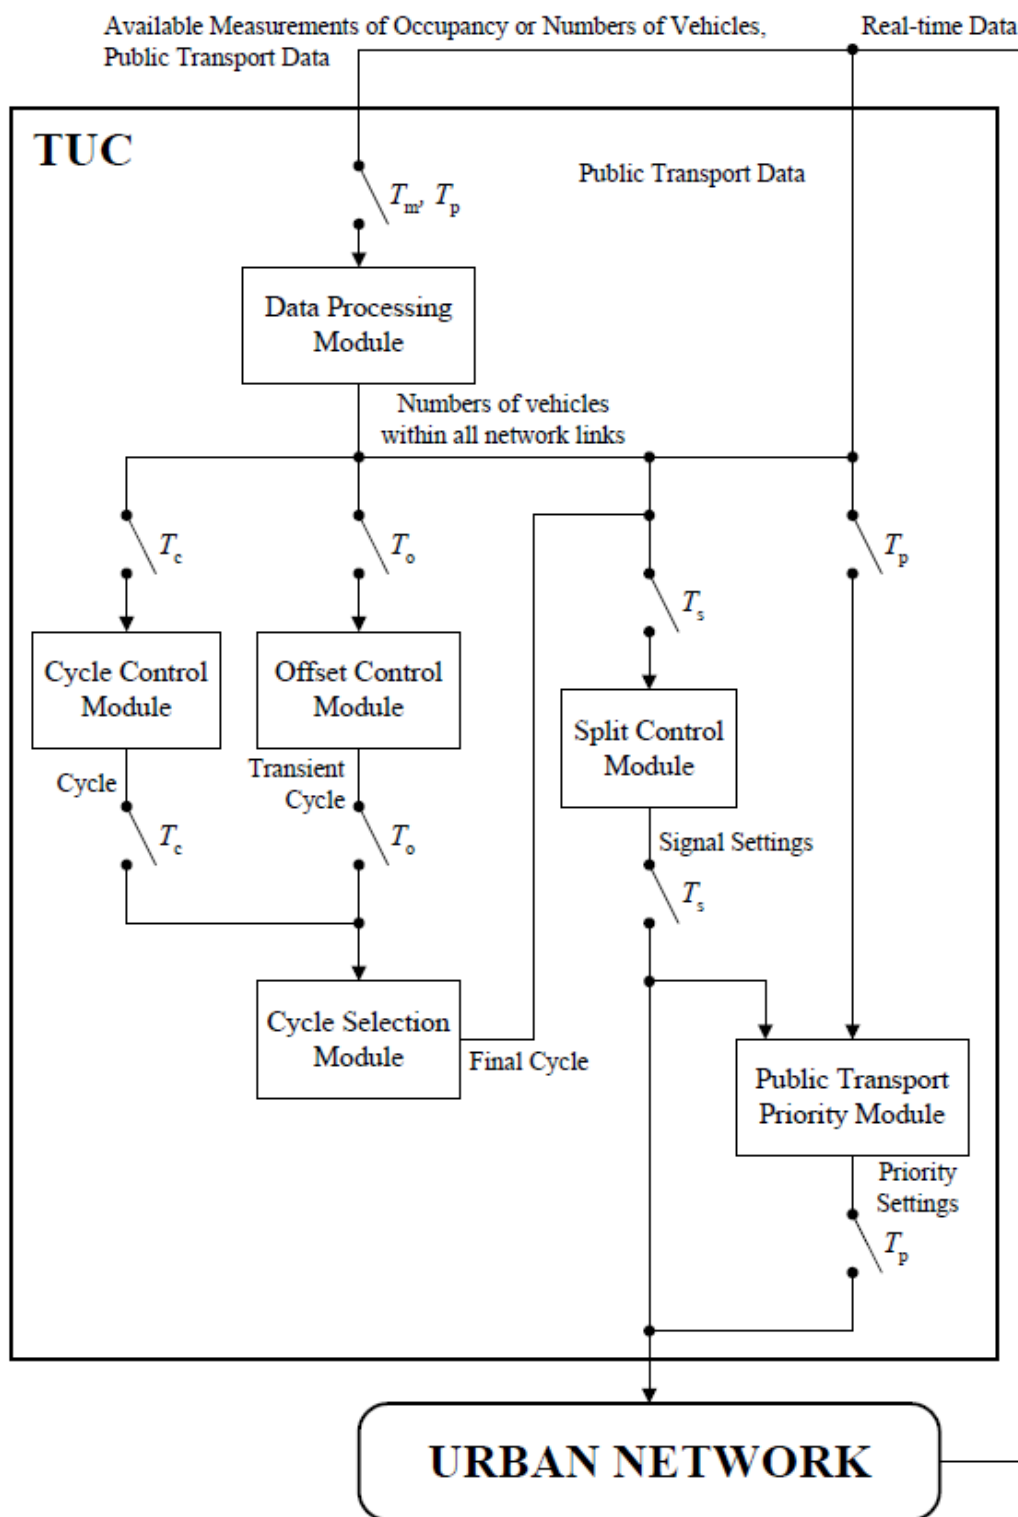 Available Measurements of Occupancy or Numbers of Vehicles,
Public Transport Data
Real-time Data
TUC
Public Transport Data
Tm, Tp
Data Processing
Module
Numbers of vehicles
within all network links
Tc
To
Tp
Ts
Cycle Control
Module
Offset Control
Module
Split Control
Module
Cycle
Transient
Cycle
Tc
To
Signal Settings
Ts
Cycle Selection
Module
Final Cycle
Public Transport
Priority Module
Priority
Settings
Tp
URBAN NETWORK